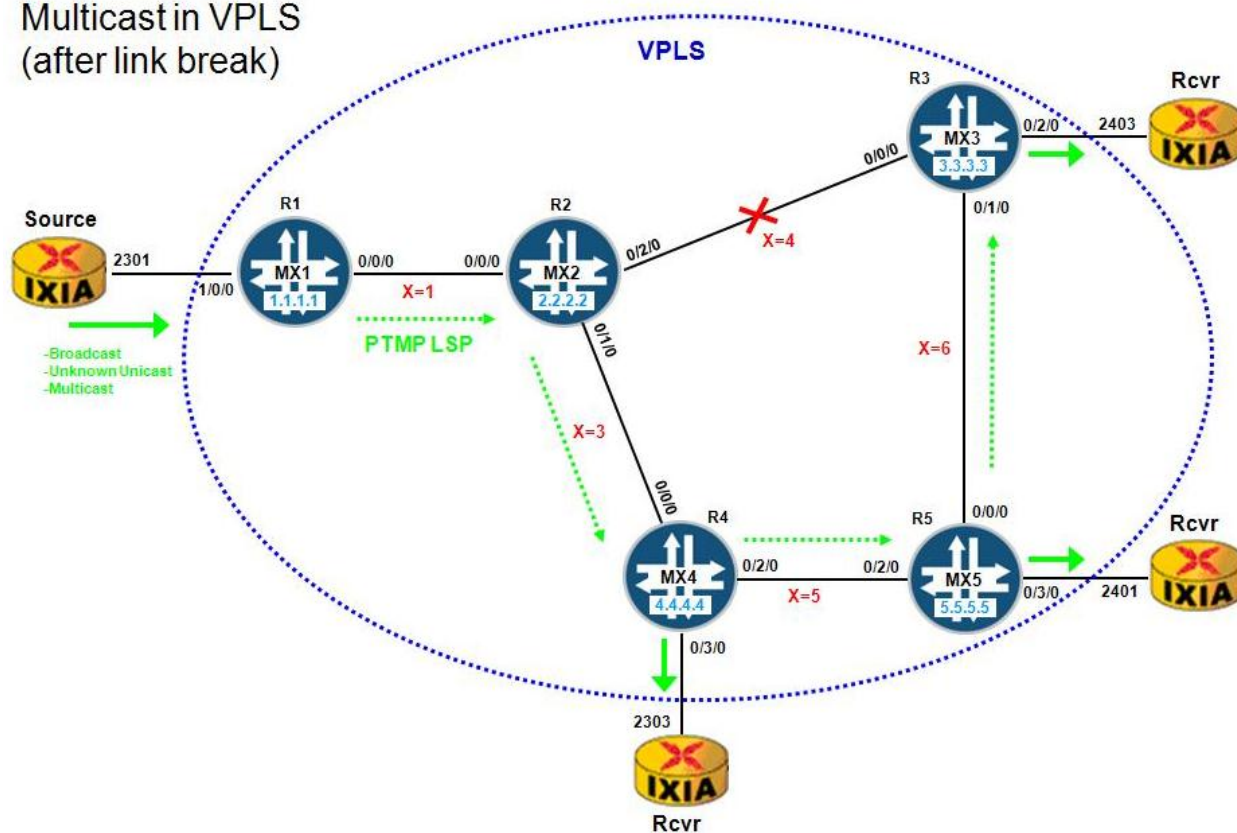 Multicast in VPLS
(after link break)
VPLS
R3
Rcvr
MX3
3.3.3.3
0/2/0
2403
IXIA
0/0/0
0/1/0
X=4
Source
2301
IXIA
1/0/0
R1
MX1
1.1.1.1
0/0/0
X=1
0/0/0
R2
MX2
2.2.2.2
0/2/0
0/1/0
PTMP LSP
-Broadcast
-Unknown Unicast
-Multicast
X=6
X=3
0/0/0
R4
MX4
4.4.4.4
0/2/0
X=5
0/2/0
R5
0/0/0
MX5
5.5.5.5
0/3/0
2401
Rcvr
IXIA
0/3/0
2303
IXIA
Rcvr